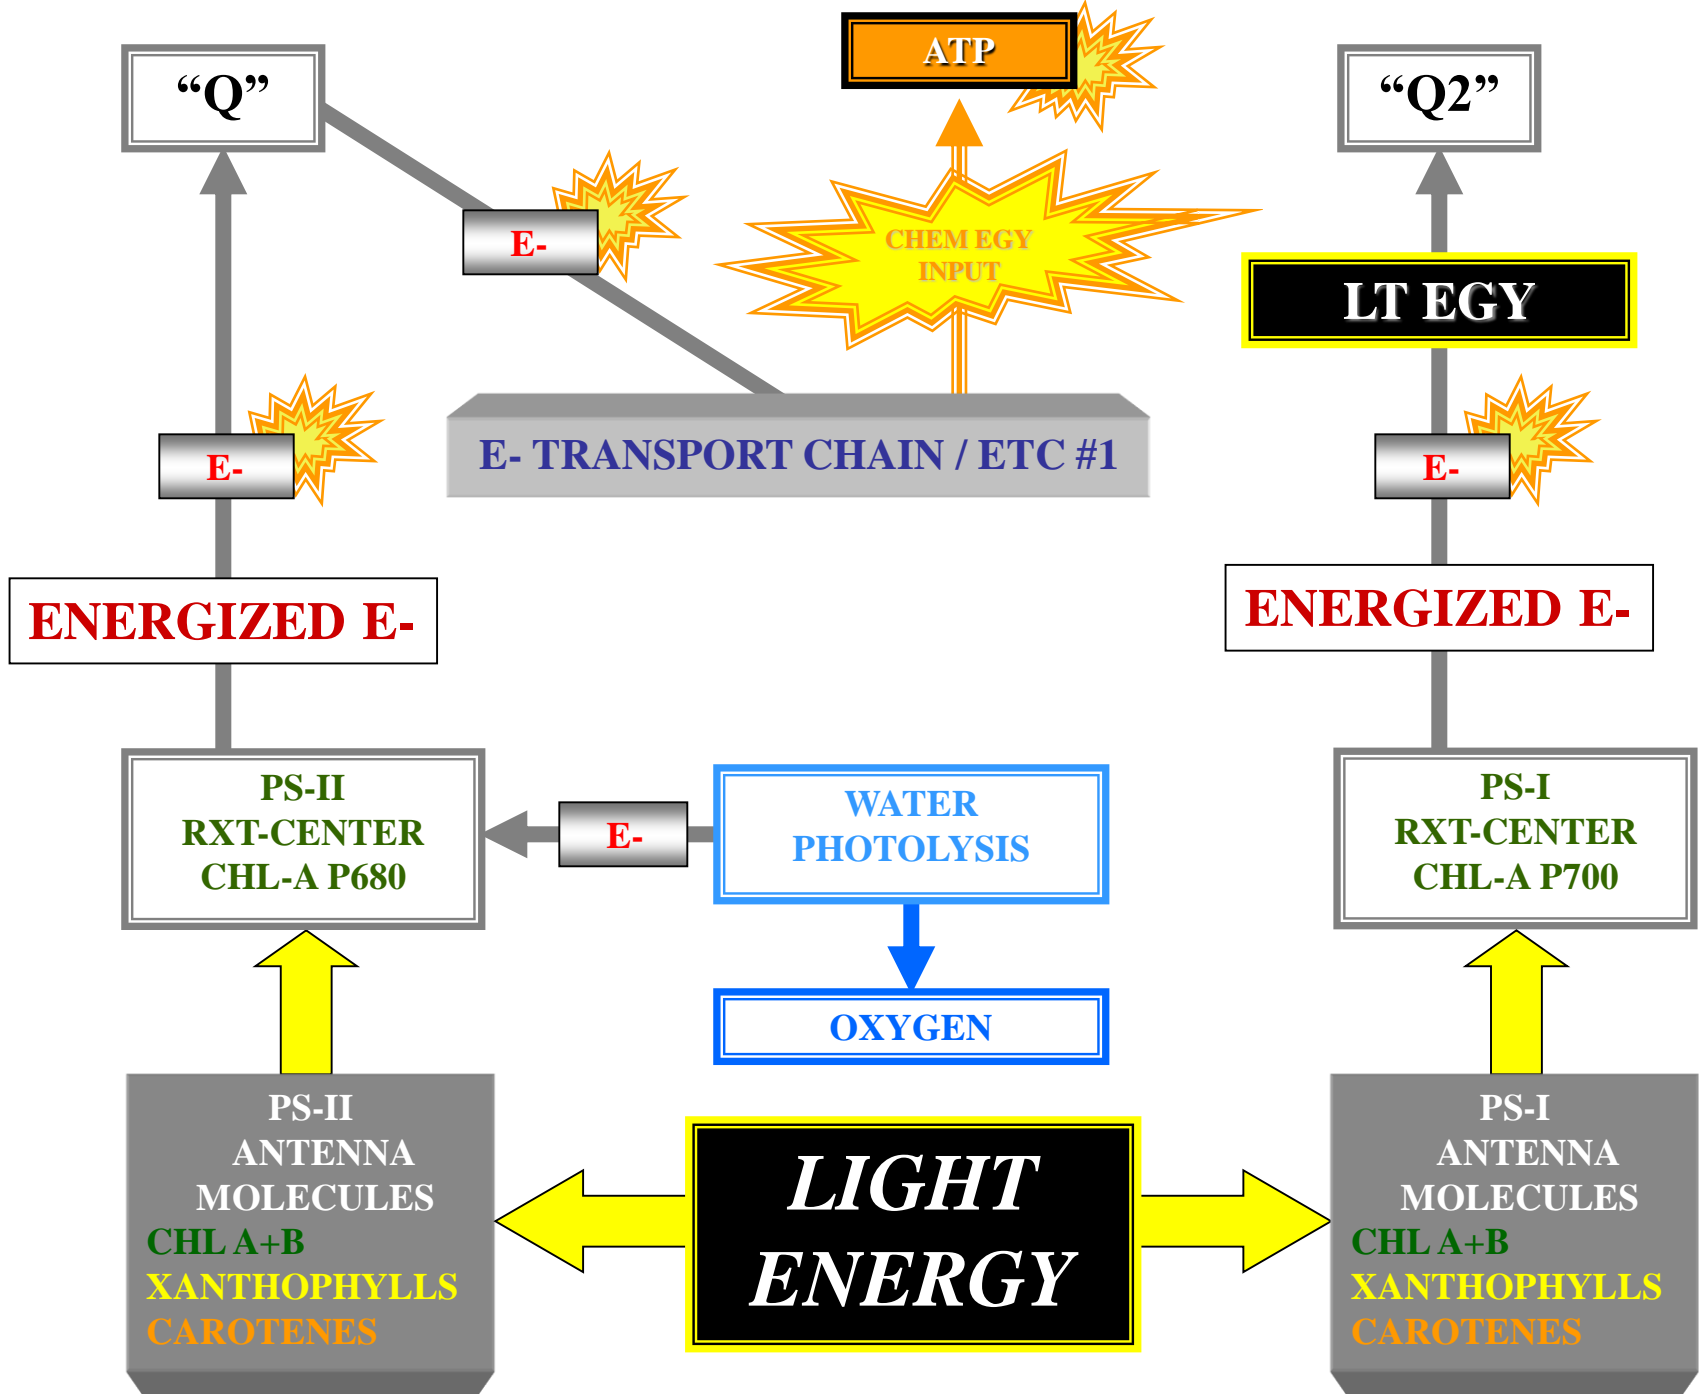 “Q”
ATP
“Q2”
E-
CHEM EGY
INPUT
LT EGY
E- TRANSPORT CHAIN / ETC #1
E-
E-
ENERGIZED E-
ENERGIZED E-
PS-II
RXT-CENTER
CHL-A P680
E-
WATER
PHOTOLYSIS
PS-I
RXT-CENTER
CHL-A P700
OXYGEN
PS-II
ANTENNA
MOLECULES
CHL A+B
XANTHOPHYLLS
CAROTENES
LIGHT
ENERGY
PS-I
ANTENNA
MOLECULES
CHL A+B
XANTHOPHYLLS
CAROTENES